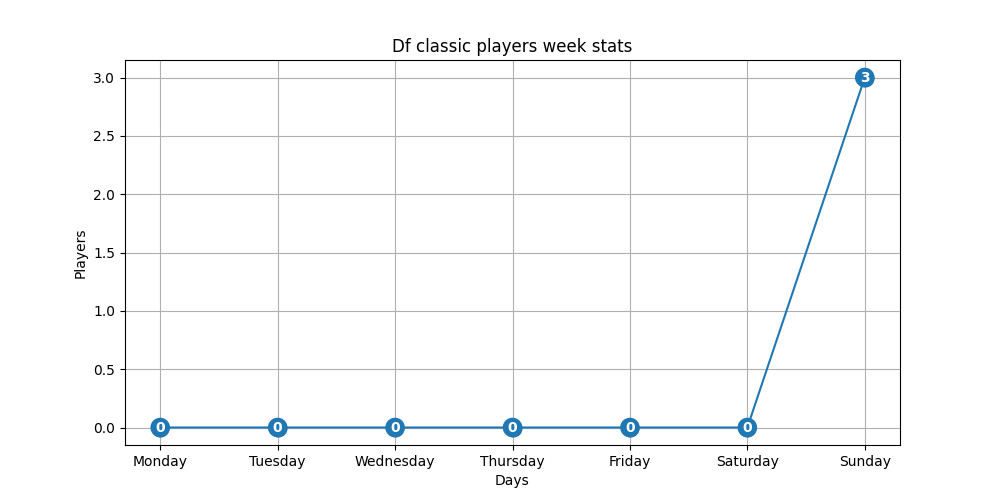 Df classic players week stats
3.0
2.5
2.0
1.5
1.0
0.5
0.0
Players
3
0 0 0 0 0 0
Monday Tuesday Wednesday Thursday Friday Saturday Sunday
Days